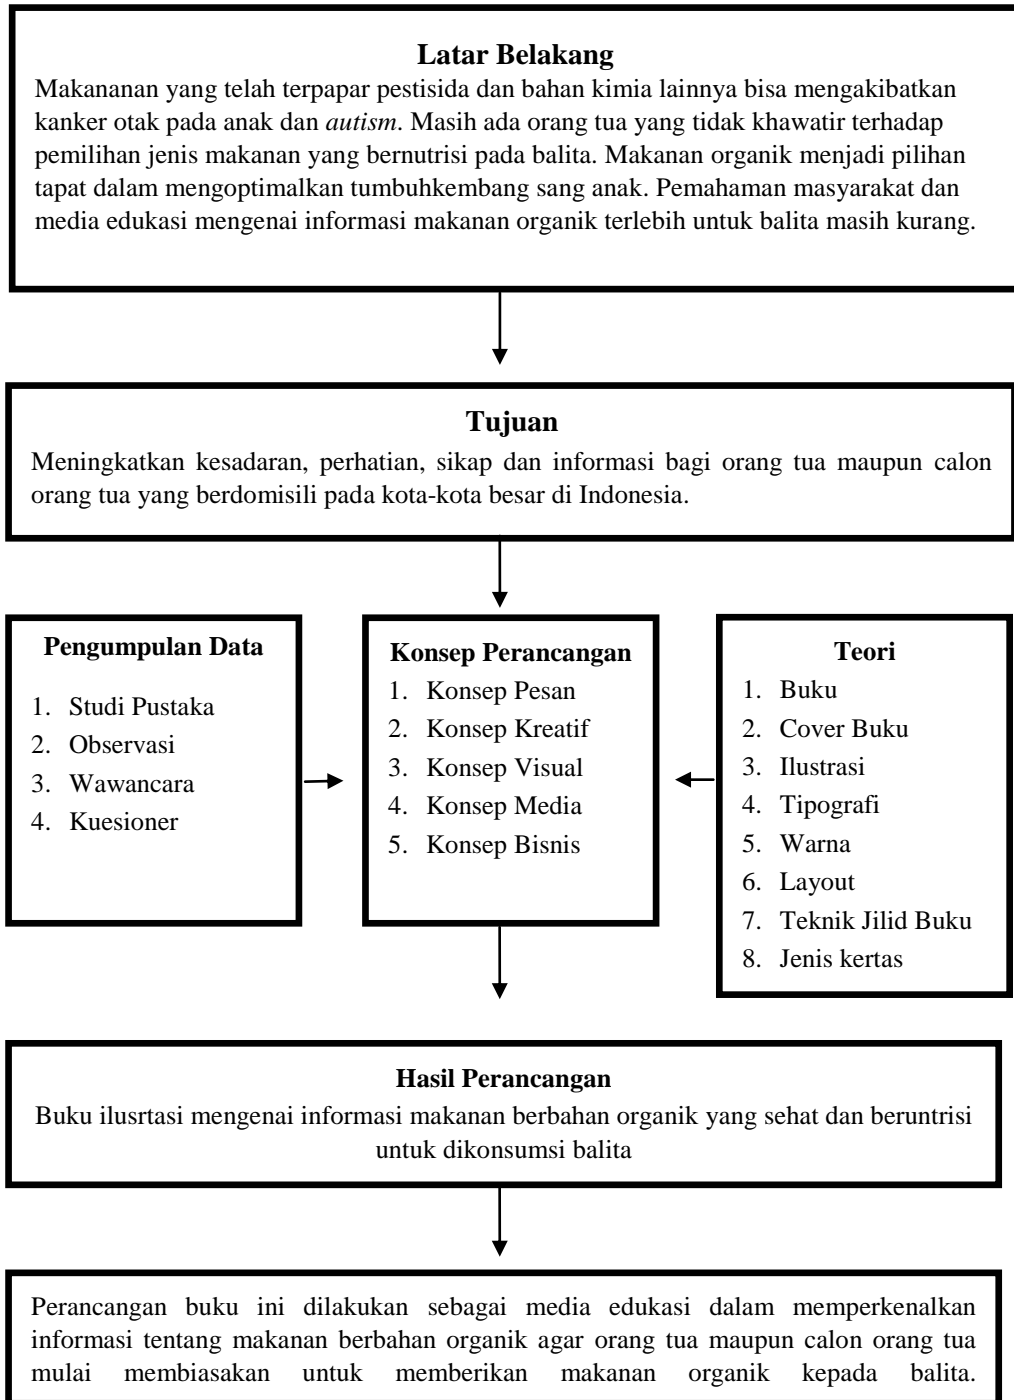 Latar Belakang
Makananan yang telah terpapar pestisida dan bahan kimia lainnya bisa mengakibatkan
kanker otak pada anak dan autism. Masih ada orang tua yang tidak khawatir terhadap
pemilihan jenis makanan yang bernutrisi pada balita. Makanan organik menjadi pilihan
tapat dalam mengoptimalkan tumbuhkembang sang anak. Pemahaman masyarakat dan
media edukasi mengenai informasi makanan organik terlebih untuk balita masih kurang.
Tujuan
Meningkatkan kesadaran, perhatian, sikap dan informasi bagi orang tua maupun calon
orang tua yang berdomisili pada kota-kota besar di Indonesia.
Pengumpulan Data
1. Studi Pustaka
2. Observasi
3. Wawancara
4. Kuesioner
Konsep Perancangan
1. Konsep Pesan
2. Konsep Kreatif
3. Konsep Visual
4. Konsep Media
5. Konsep Bisnis
Teori
1. Buku
2. Cover Buku
3. Ilustrasi
4. Tipografi
5. Warna
6. Layout
7. Teknik Jilid Buku
8. Jenis kertas
Hasil Perancangan
Buku ilusrtasi mengenai informasi makanan berbahan organik yang sehat dan beruntrisi
untuk dikonsumsi balita
Perancangan buku ini dilakukan sebagai media edukasi dalam memperkenalkan
informasi tentang makanan berbahan organik agar orang tua maupun calon orang tua
mulai membiasakan untuk memberikan makanan organik kepada balita.